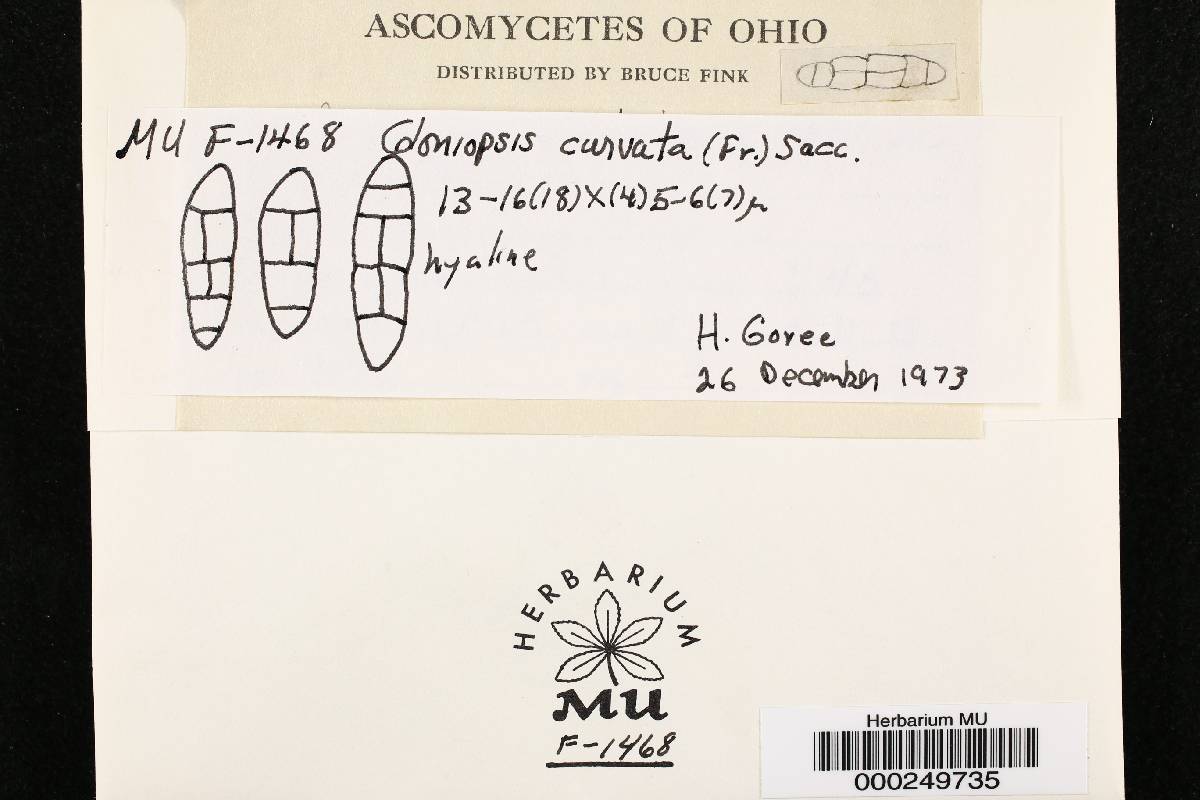 ASCOMYCETES OF OHIO
DISTRIBUTED BY BRUCE FINK
MU F-1468 Odoniopsis curvata (Fr.) Sacc.
13-16(18)X(4)5-6(7)μ
hyaline
H. Goree
26 December 1973
HERBARIUM
MU
F-1468
Herbarium MU
000249735